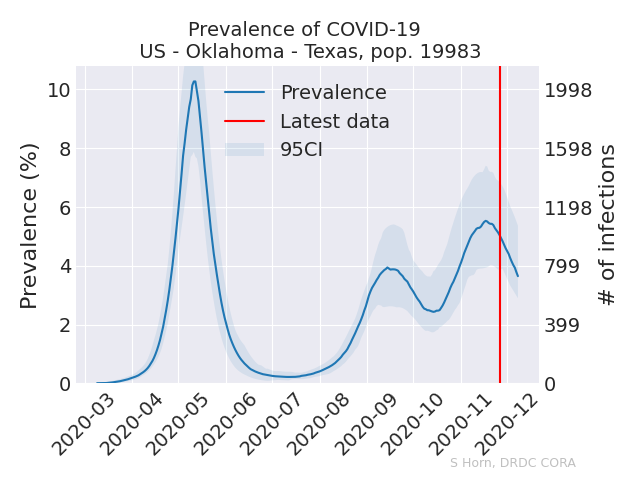 Prevalence of COVID-19
US - Oklahoma - Texas, pop. 19983
Prevalence
Latest data
95CI
Prevalence (%)
10
8
6
4
2
0
1998
1598
1198
799
399
0
# of infections
2020-03
2020-04
2020-05
2020-06
2020-07
2020-08
2020-09
2020-10
2020-11
2020-12
S Horn, DRDC CORA